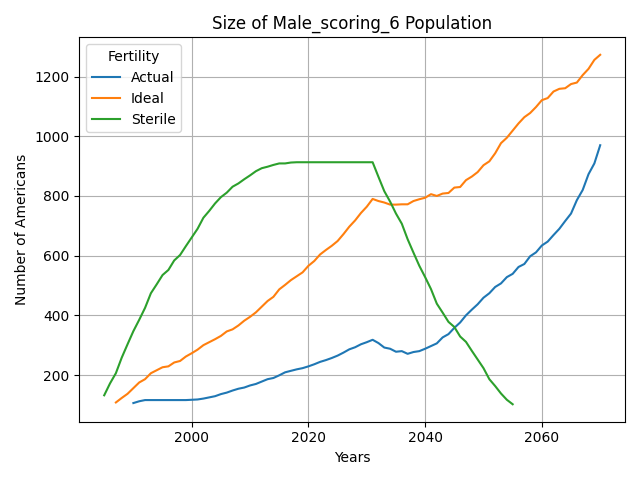 Size of Male_scoring_6 Population
Fertility
Actual
Ideal
Sterile
Number of Americans
1200
1000
800
600
400
200
2000
2020
2040
2060
Years